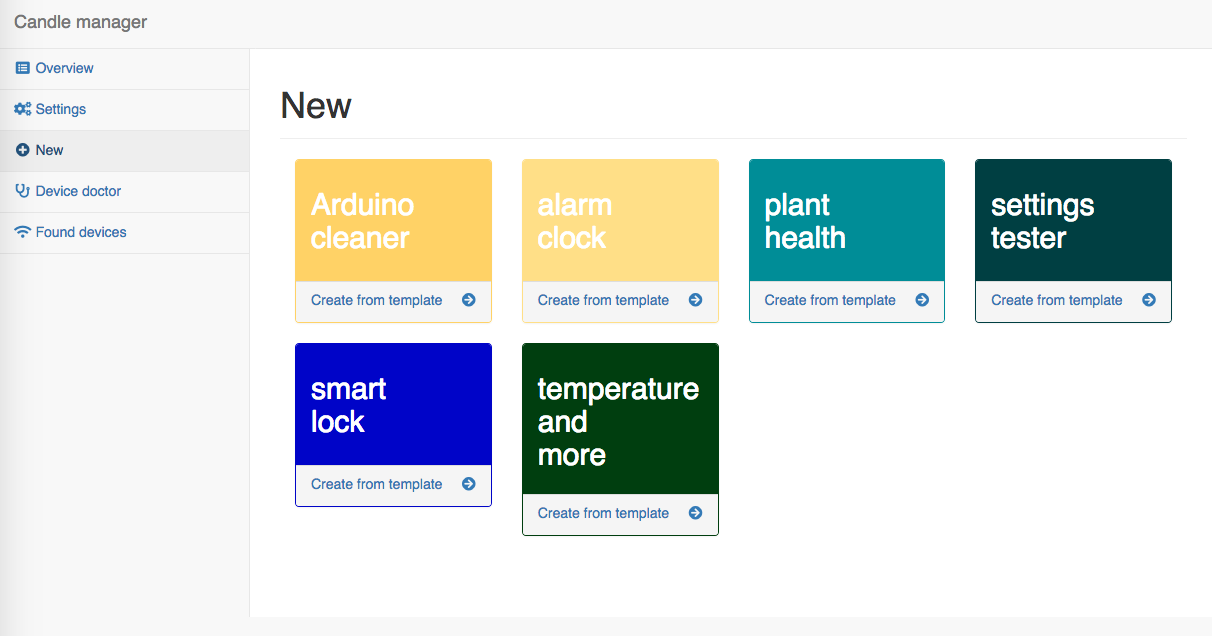 Candle manager
Overview
Settings
New
Device doctor
Found devices
New
Arduino
cleaner
Create from template
alarm
clock
Create from template
plant
health
Create from template
settings
tester
Create from template
smart
lock
Create from template
temperature
and
more
Create from template